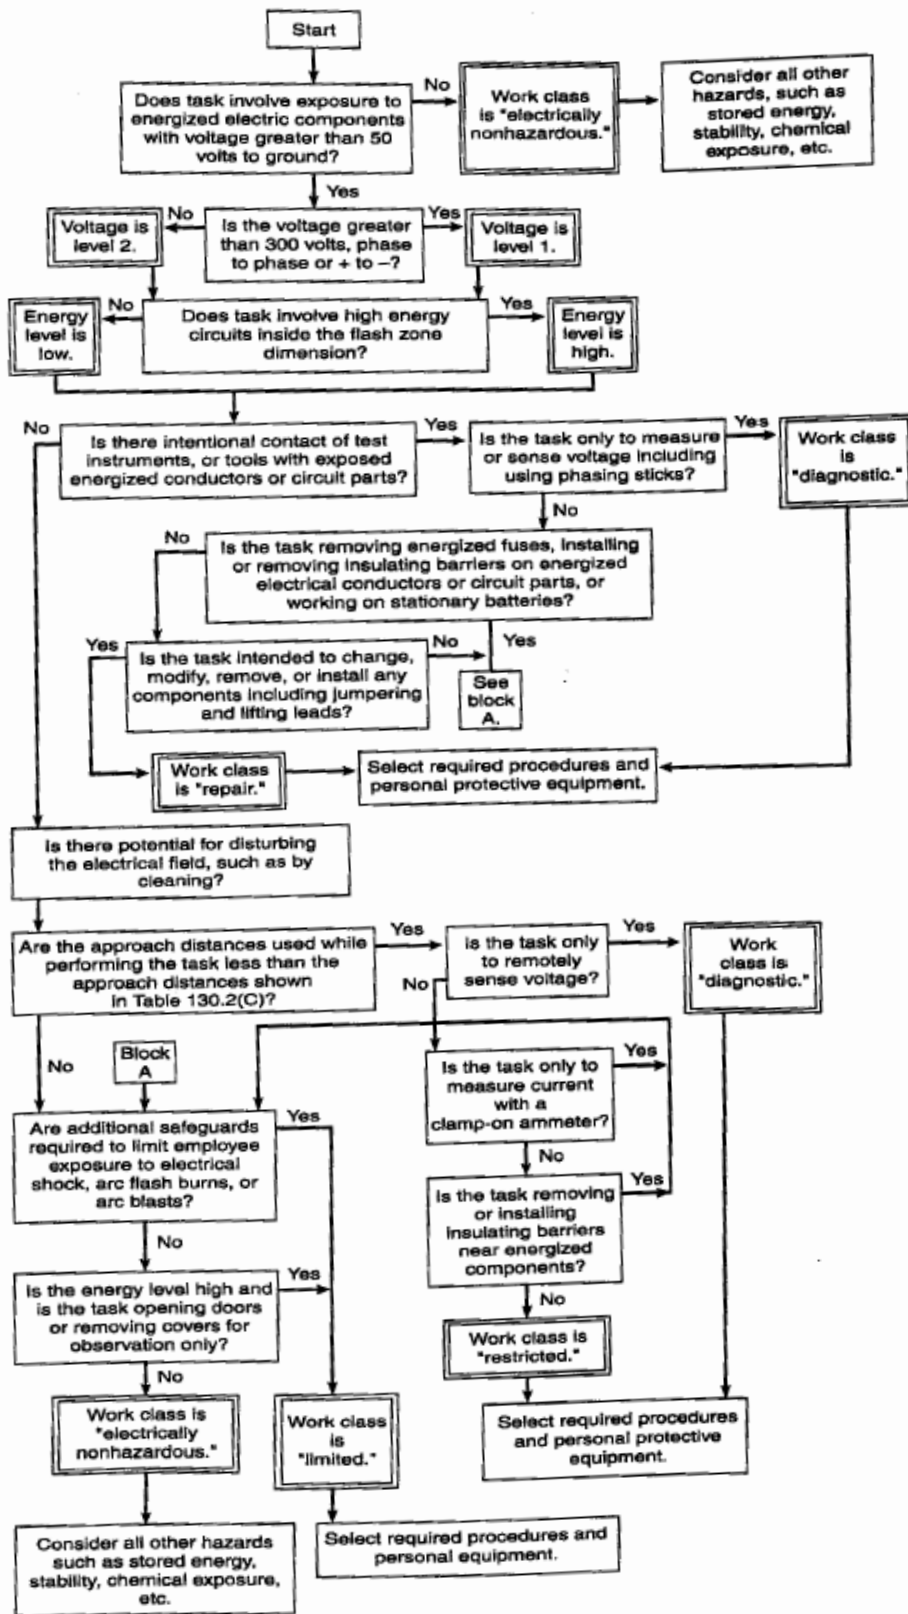 Start
Does task involve exposure to
energized electric components
with voltage greater than 50
volts to ground?
No
Work class
is "electrically
nonhazardous."
Consider all other
hazards, such as
stored energy,
stability, chemical
exposure, etc.
Yes
Voltage is
level 2.
No
Is the voltage greater
than 300 volts, phase
to phase or + to –?
Yes
Voltage is
level 1.
Energy
level is
low.
No
Does task involve high energy
circuits inside the flash zone
dimension?
Yes
Energy
level is
high.
No
Is there intentional contact of test
instruments, or tools with exposed
energized conductors or circuit parts?
Yes
Is the task only to measure
or sense voltage including
using phasing sticks?
Yes
Work class
is
"diagnostic."
No
No
Is the task removing energized fuses, installing
or removing insulating barriers on energized
electrical conductors or circuit parts, or
working on stationary batteries?
Yes
Is the task intended to change,
modify, remove, or install any
components including jumpering
and lifting leads?
No
Yes
See
block
A.
Work class
is "repair."
Select required procedures and
personal protective equipment.
Is there potential for disturbing
the electrical field, such as by
cleaning?
Are the approach distances used while
performing the task less than the
approach distances shown
in Table 130.2(C)?
Yes
Is the task only
to remotely
sense voltage?
Yes
Work
class is
"diagnostic."
No
No
Block
A
Is the task only to
measure current
with a
clamp-on ammeter?
Yes
Are additional safeguards
required to limit employee
exposure to electrical
shock, arc flash burns, or
arc blasts?
Yes
No
Is the task removing
or installing
insulating barriers
near energized
components?
Yes
No
Is the energy level high and
is the task opening doors
or removing covers for
observation only?
Yes
No
Work class is
"restricted."
No
Work class is
"electrically
nonhazardous."
Work class
is
"limited."
Select required procedures
and personal protective
equipment.
Consider all other hazards
such as stored energy,
stability, chemical exposure,
etc.
Select required procedures and
personal equipment.